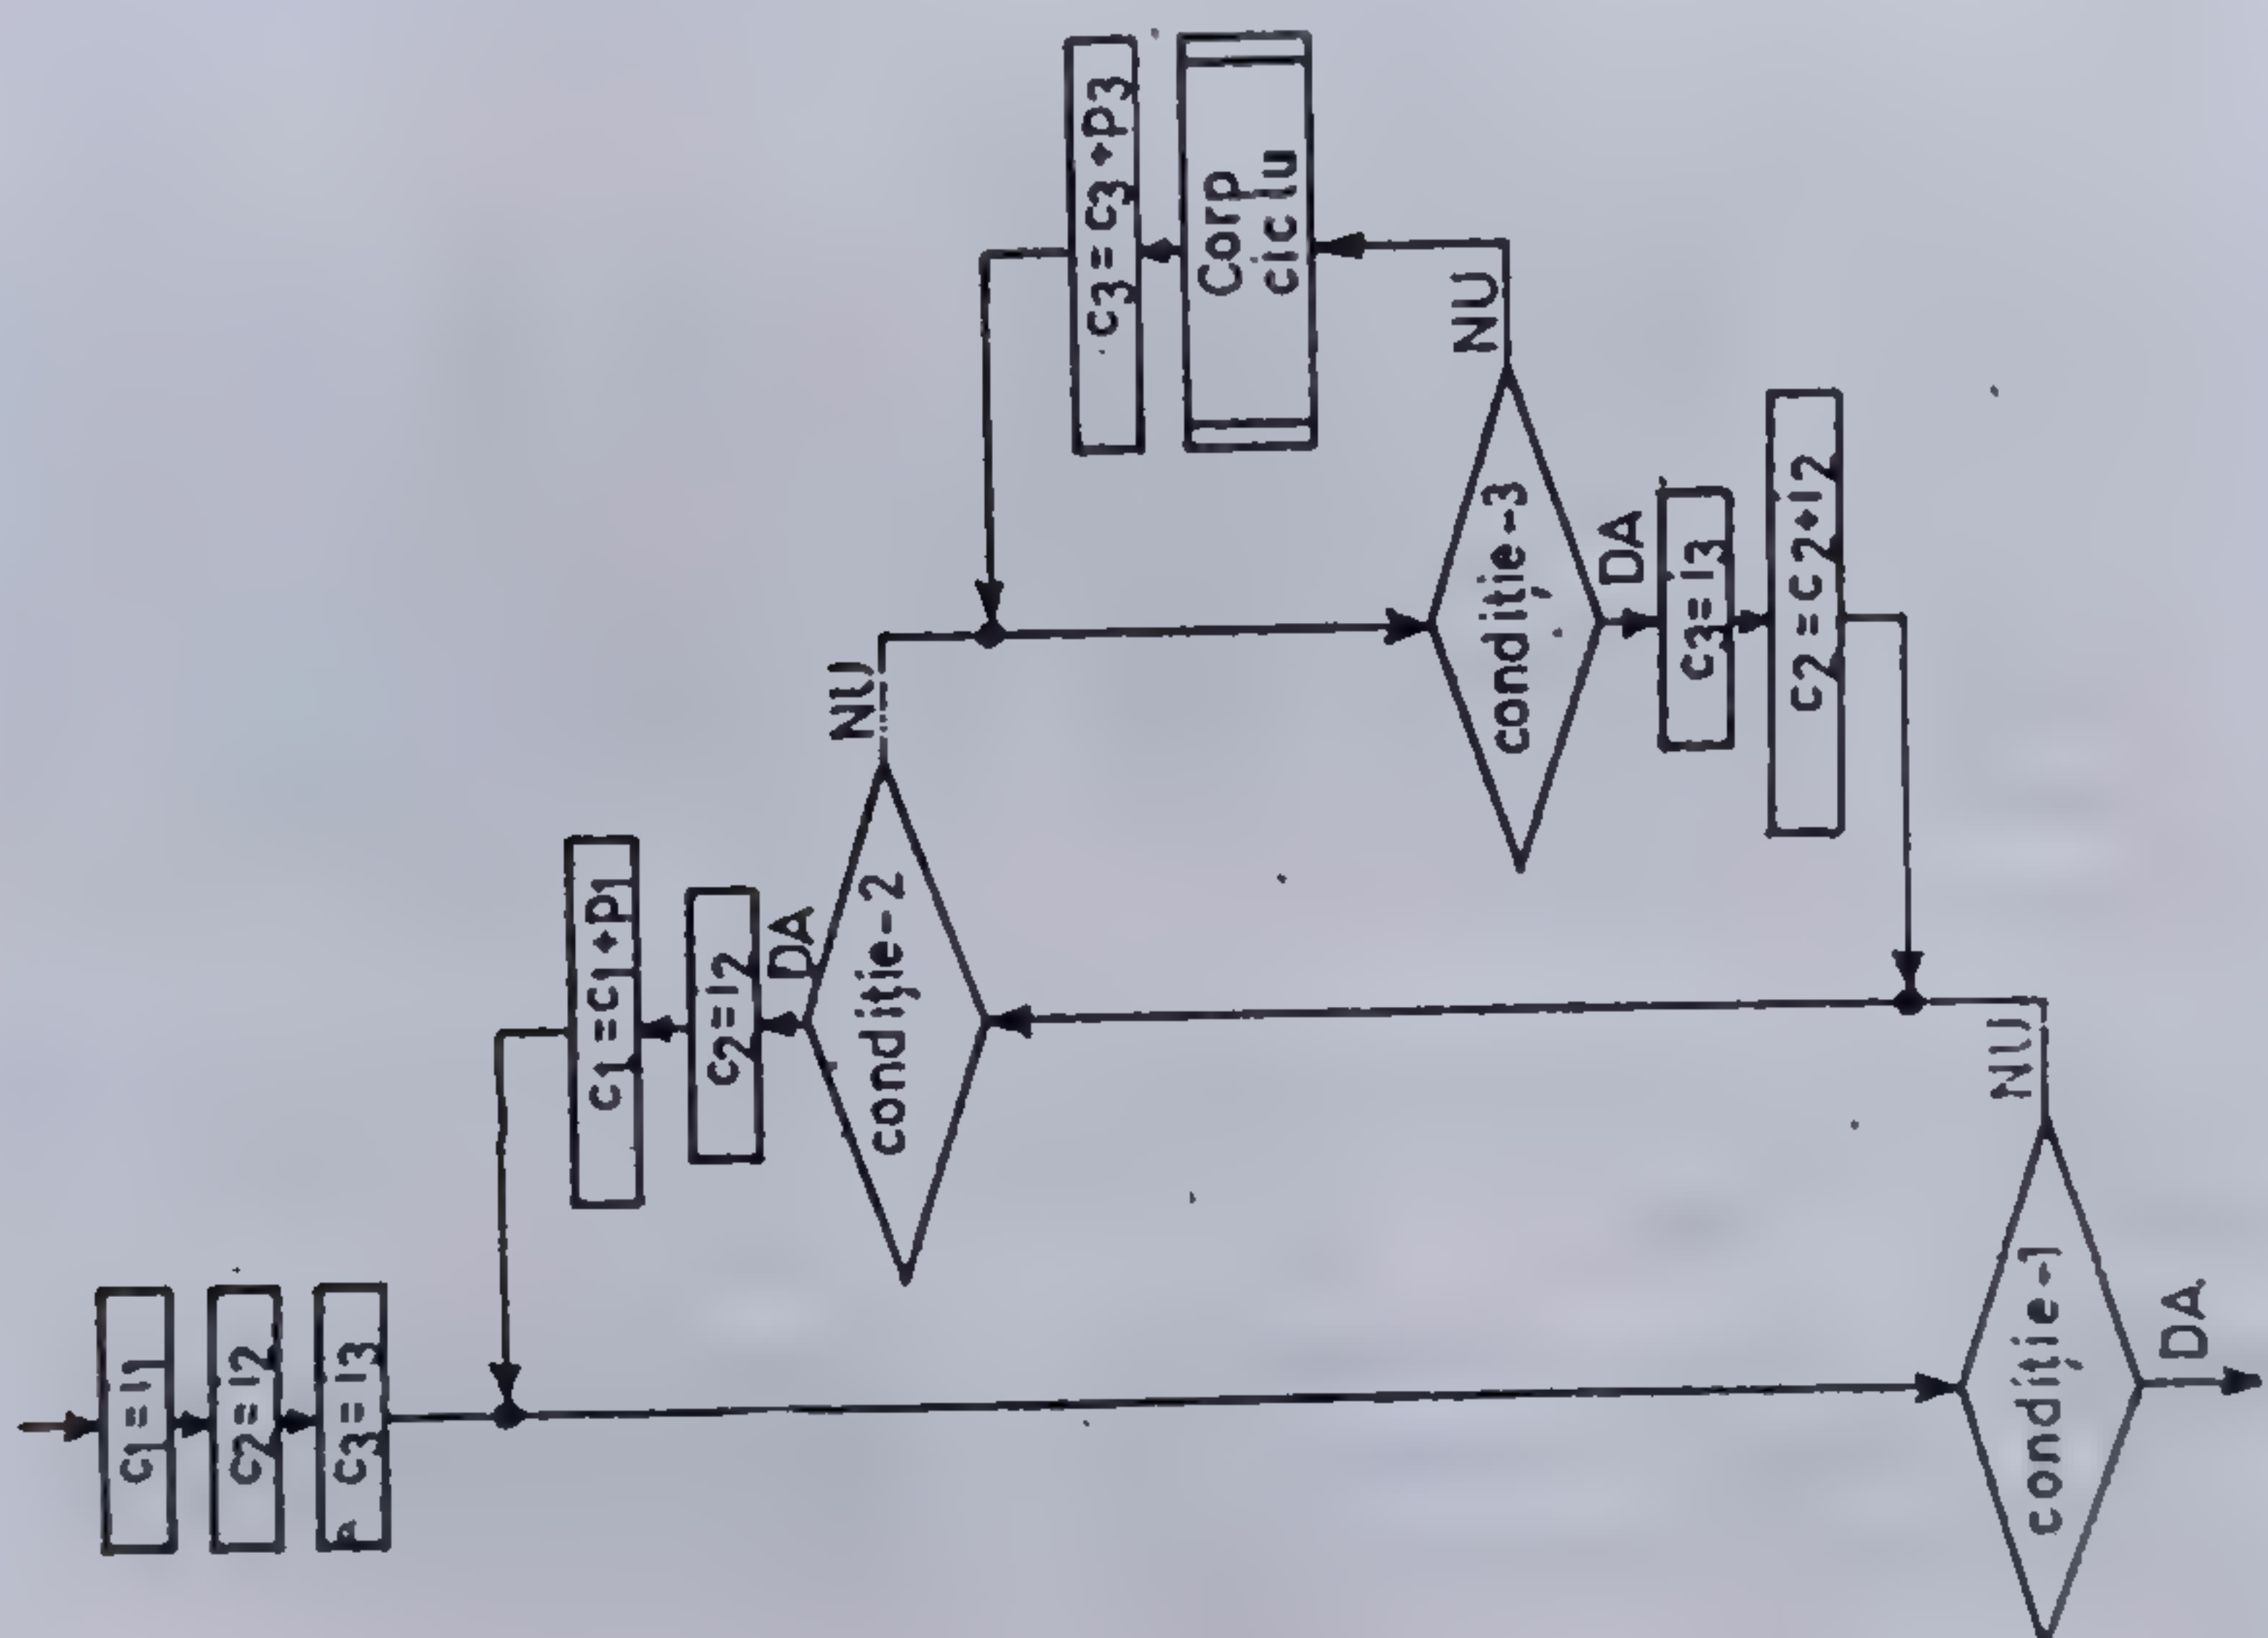 c1=i1
c2=i2
c3=i3
condiție-1
DA
NU
c1=c1+p1
c2=i2
DA
condiție-2
NU
c3=c3+p3
Corp
ciclu
NU
condiție-3
DA
c3=i3
c2=c2+i2